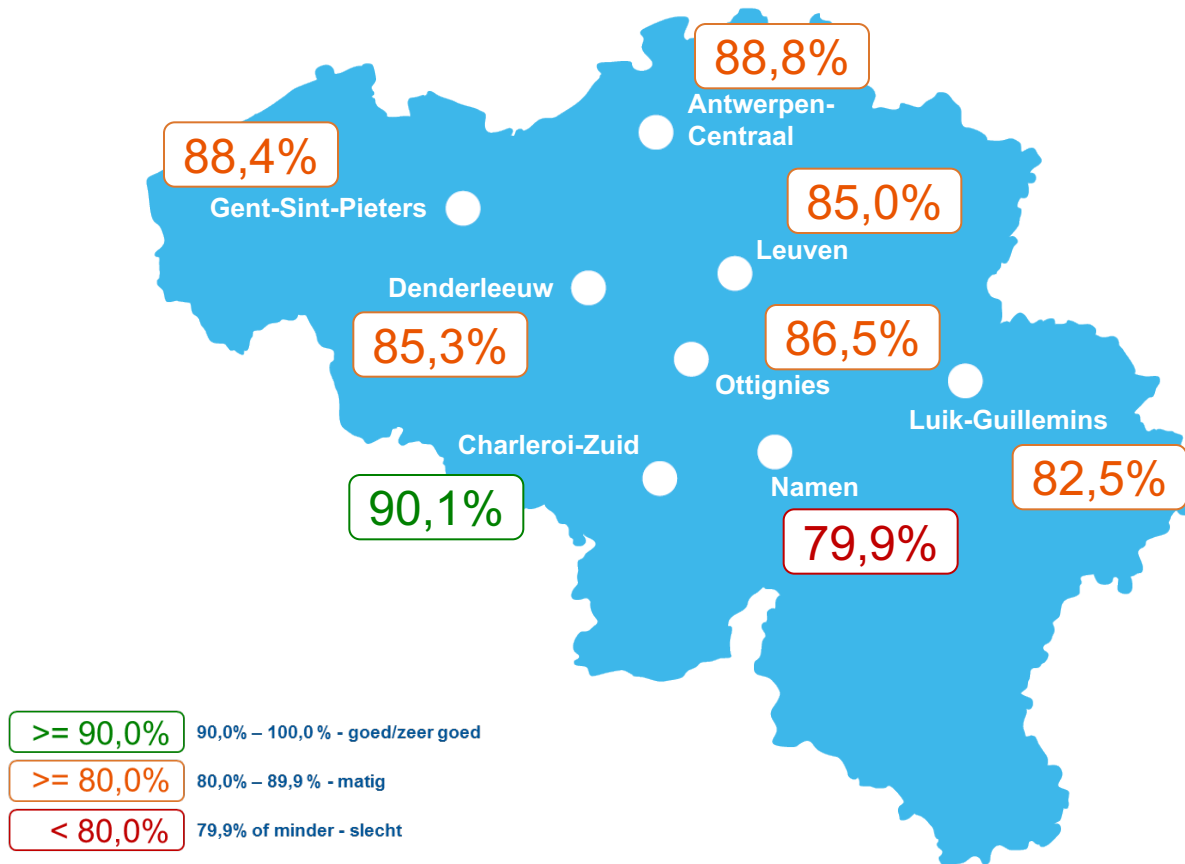 88,8%
Antwerpen-
Centraal
88,4%
Gent-Sint-Pieters
85,0%
Leuven
Denderleeuw
85,3%
86,5%
Ottignies
Luik-Guillemins
82,5%
Charleroi-Zuid
90,1%
Namen
79,9%
>= 90,0% 90,0% – 100,0 % - goed/zeer goed
>= 80,0% 80,0% – 89,9 % - matig
< 80,0% 79,9% of minder - slecht